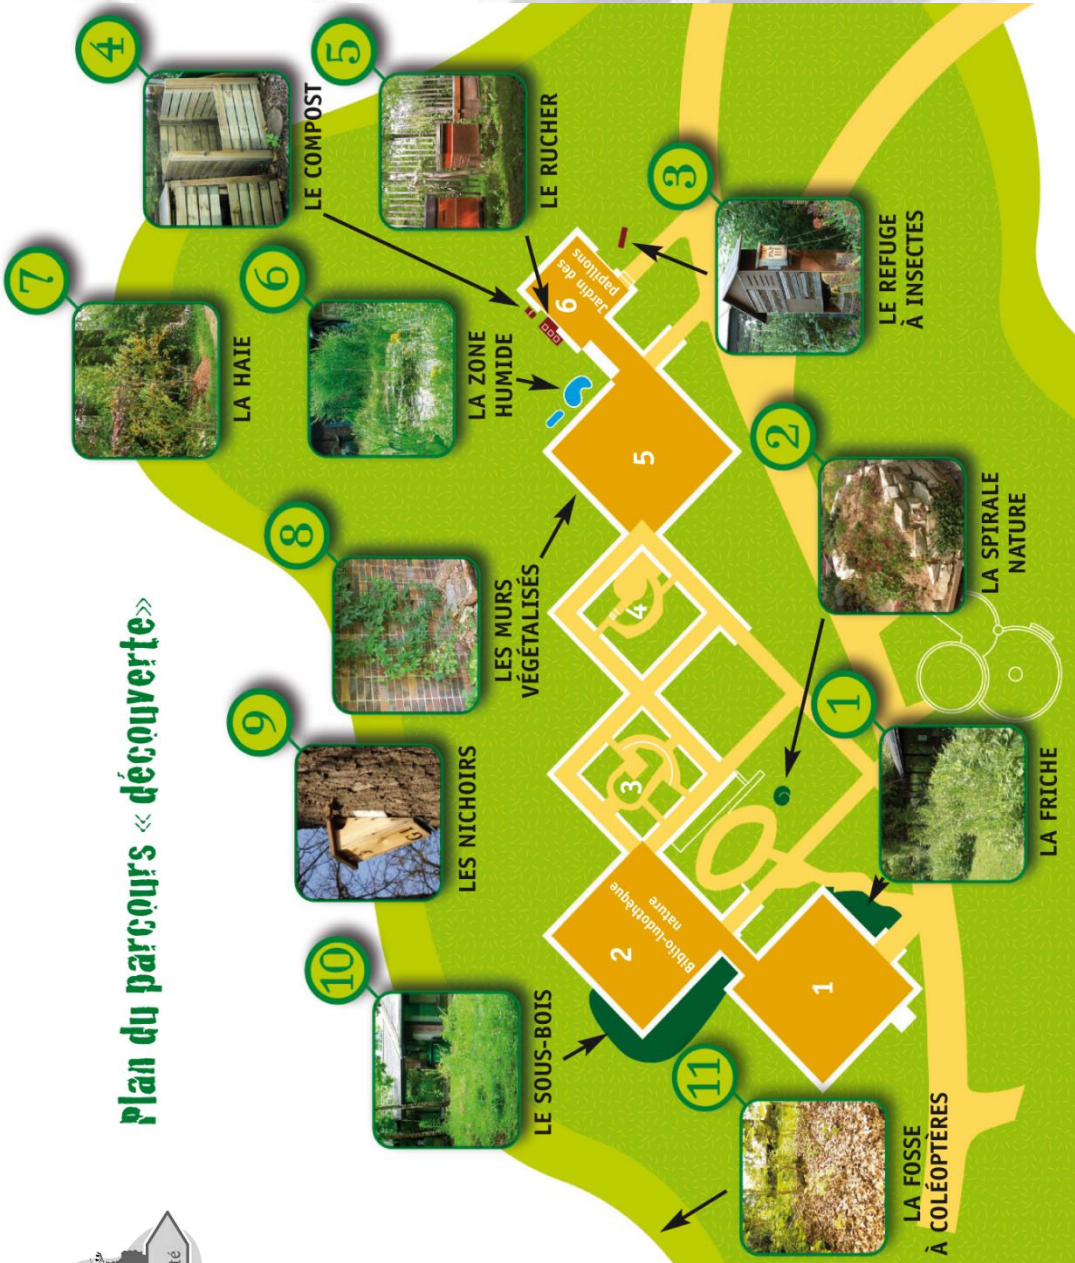 Plan du parcours « découverte»
1
LA FRICHE
2
LA SPIRALE
NATURE
3
LE REFUGE
À INSECTES
4
LE COMPOST
5
LE RUCHER
6
LA ZONE
HUMIDE
7
LA HAIE
8
LES MURS
VÉGÉTALISÉS
9
LES NICHOIRS
10
LE SOUS-BOIS
11
LA FOSSE
À COLÉOPTÈRES
1
2
Biblio-ludothèque
nature
3
4
5
6
Jardin des
papillons
té